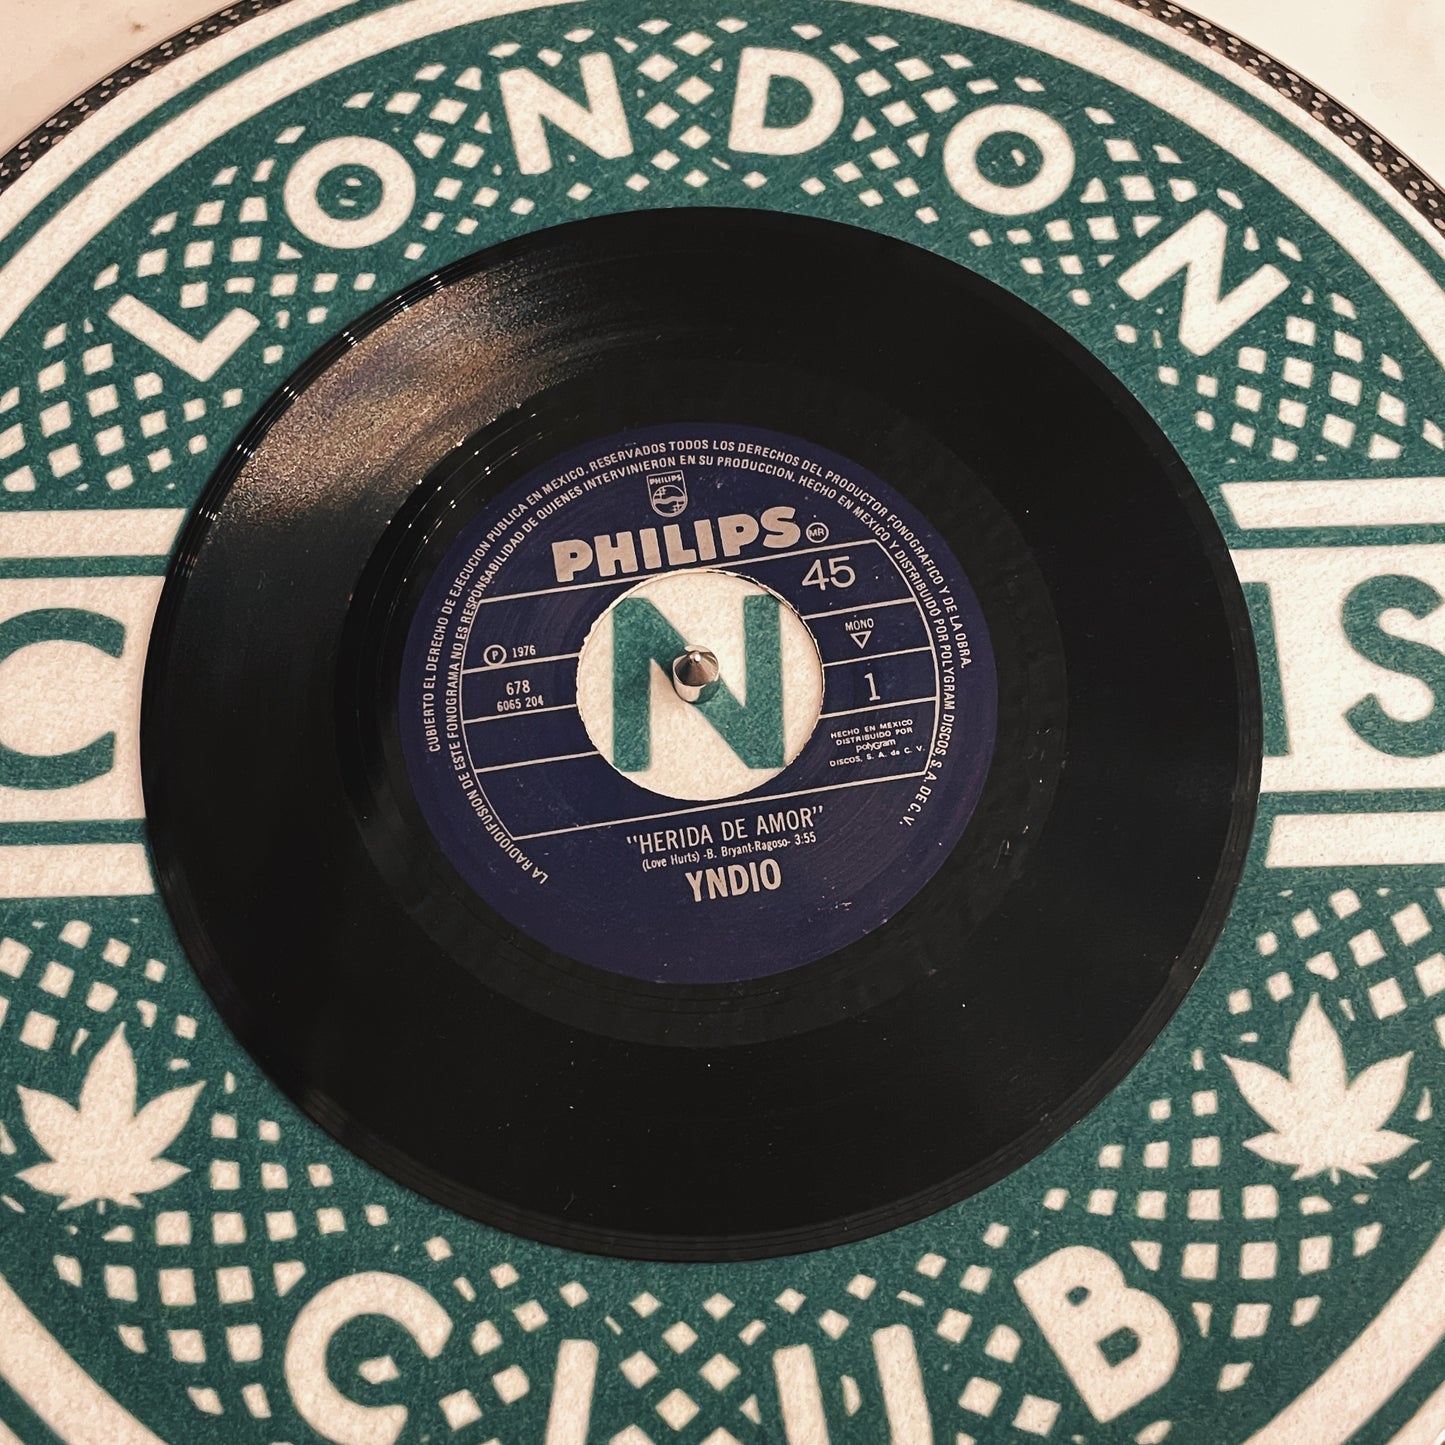 LONDON
C N IS
CLUB
CUBIERTO EL DERECHO DE EJECUCION PUBLICA EN MEXICO. RESERVADOS TODOS LOS DERECHOS DEL PRODUCTOR FONOGRAFICO Y DE LA OBRA.
LA RADIODIFUSION DE ESTE FONOGRAMA NO ES RESPONSABILIDAD DE QUIENES INTERVINIERON EN SU PRODUCCION. HECHO EN MEXICO Y DISTRIBUIDO POR POLYGRAM DISCOS, S.A. DE C.V.
PHILIPS
PHILIPS MR
45
MONO
Ⓟ 1976
678
6065 204
1
HECHO EN MEXICO
DISTRIBUIDO POR
polyGram
DISCOS, S. A. de C. V.
"HERIDA DE AMOR"
(Love Hurts) -B. Bryant-Ragoso- 3:55
YNDIO